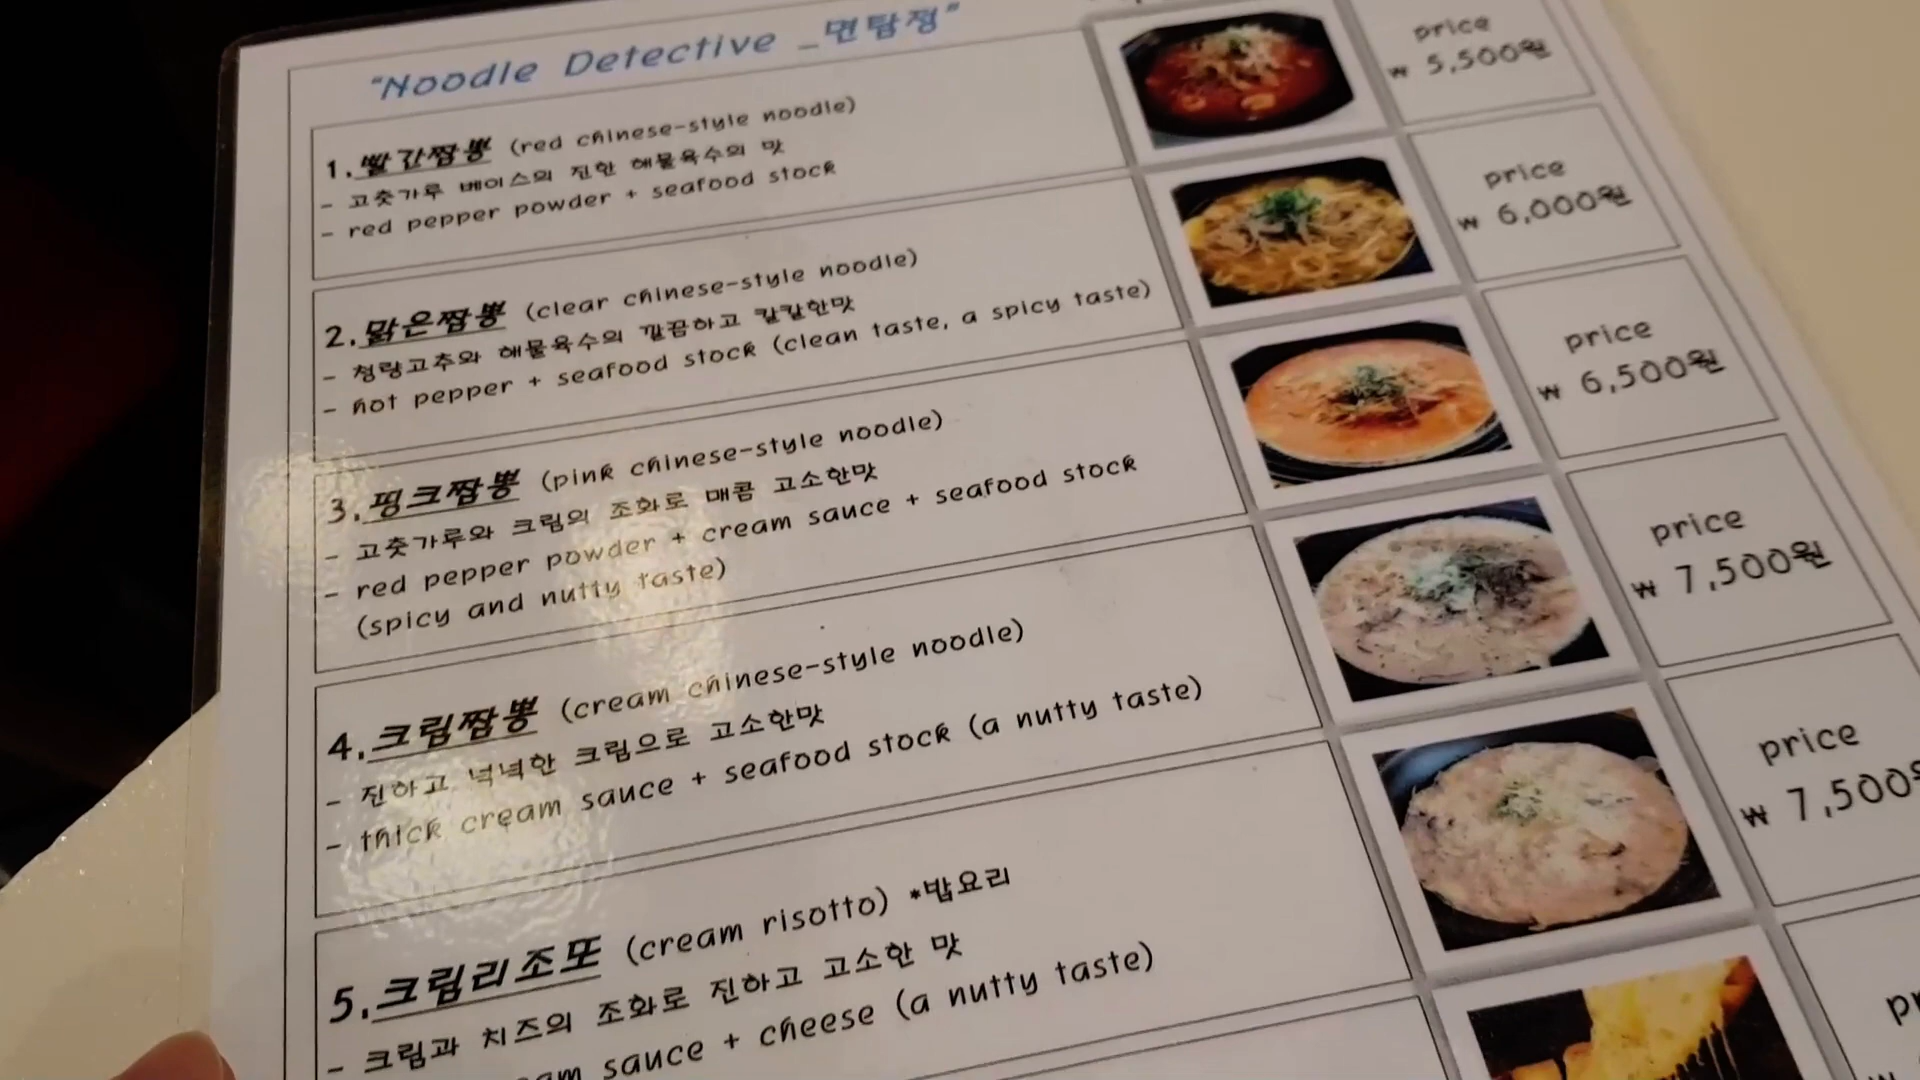 "Noodle Detective _면탐정"
1.빨간짬뽕 (red chinese-style noodle)
- 고춧가루 베이스의 진한 해물육수의 맛
- red pepper powder + seafood stock
price
₩ 5,500원
2.맑은짬뽕 (clear chinese-style noodle)
- 청량고추와 해물육수의 깔끔하고 칼칼한맛
- hot pepper + seafood stock (clean taste, a spicy taste)
price
₩ 6,000원
3.핑크짬뽕 (pink chinese-style noodle)
- 고춧가루와 크림의 조화로 매콤 고소한맛
- red pepper powder + cream sauce + seafood stock
(spicy and nutty taste)
price
₩ 6,500원
4.크림짬뽕 (cream chinese-style noodle)
- 진하고 넉넉한 크림으로 고소한맛
- thick cream sauce + seafood stock (a nutty taste)
price
₩ 7,500원
5.크림리조또 (cream risotto) *밥요리
- 크림과 치즈의 조화로 진하고 고소한 맛
sauce + cheese (a nutty taste)
price
₩ 7,500